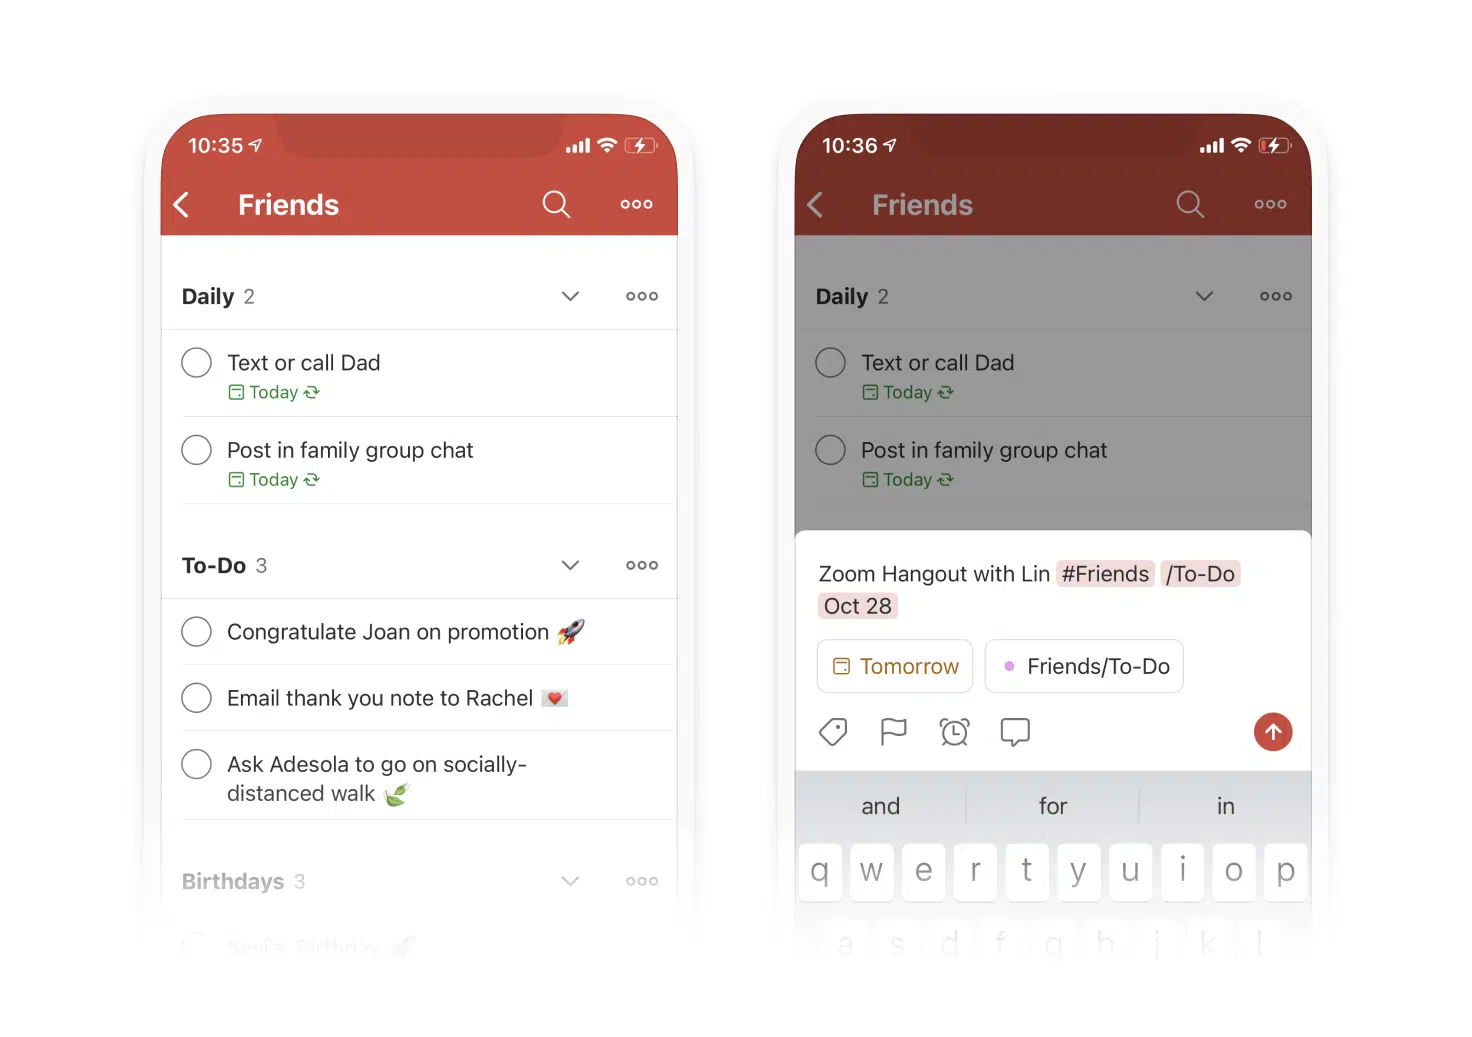 10:35
Friends
Daily 2
Text or call Dad
Today
Post in family group chat
Today
To-Do 3
Congratulate Joan on promotion 🚀
Email thank you note to Rachel 💌
Ask Adesola to go on socially-
distanced walk 🌿
Birthdays 3
Sevi's Birthday
10:36
Friends
Daily 2
Text or call Dad
Today
Post in family group chat
Today
Zoom Hangout with Lin #Friends /To-Do
Oct 28
Tomorrow
Friends/To-Do
and for in
q w e r t y u i o p
a s d f g h j k l